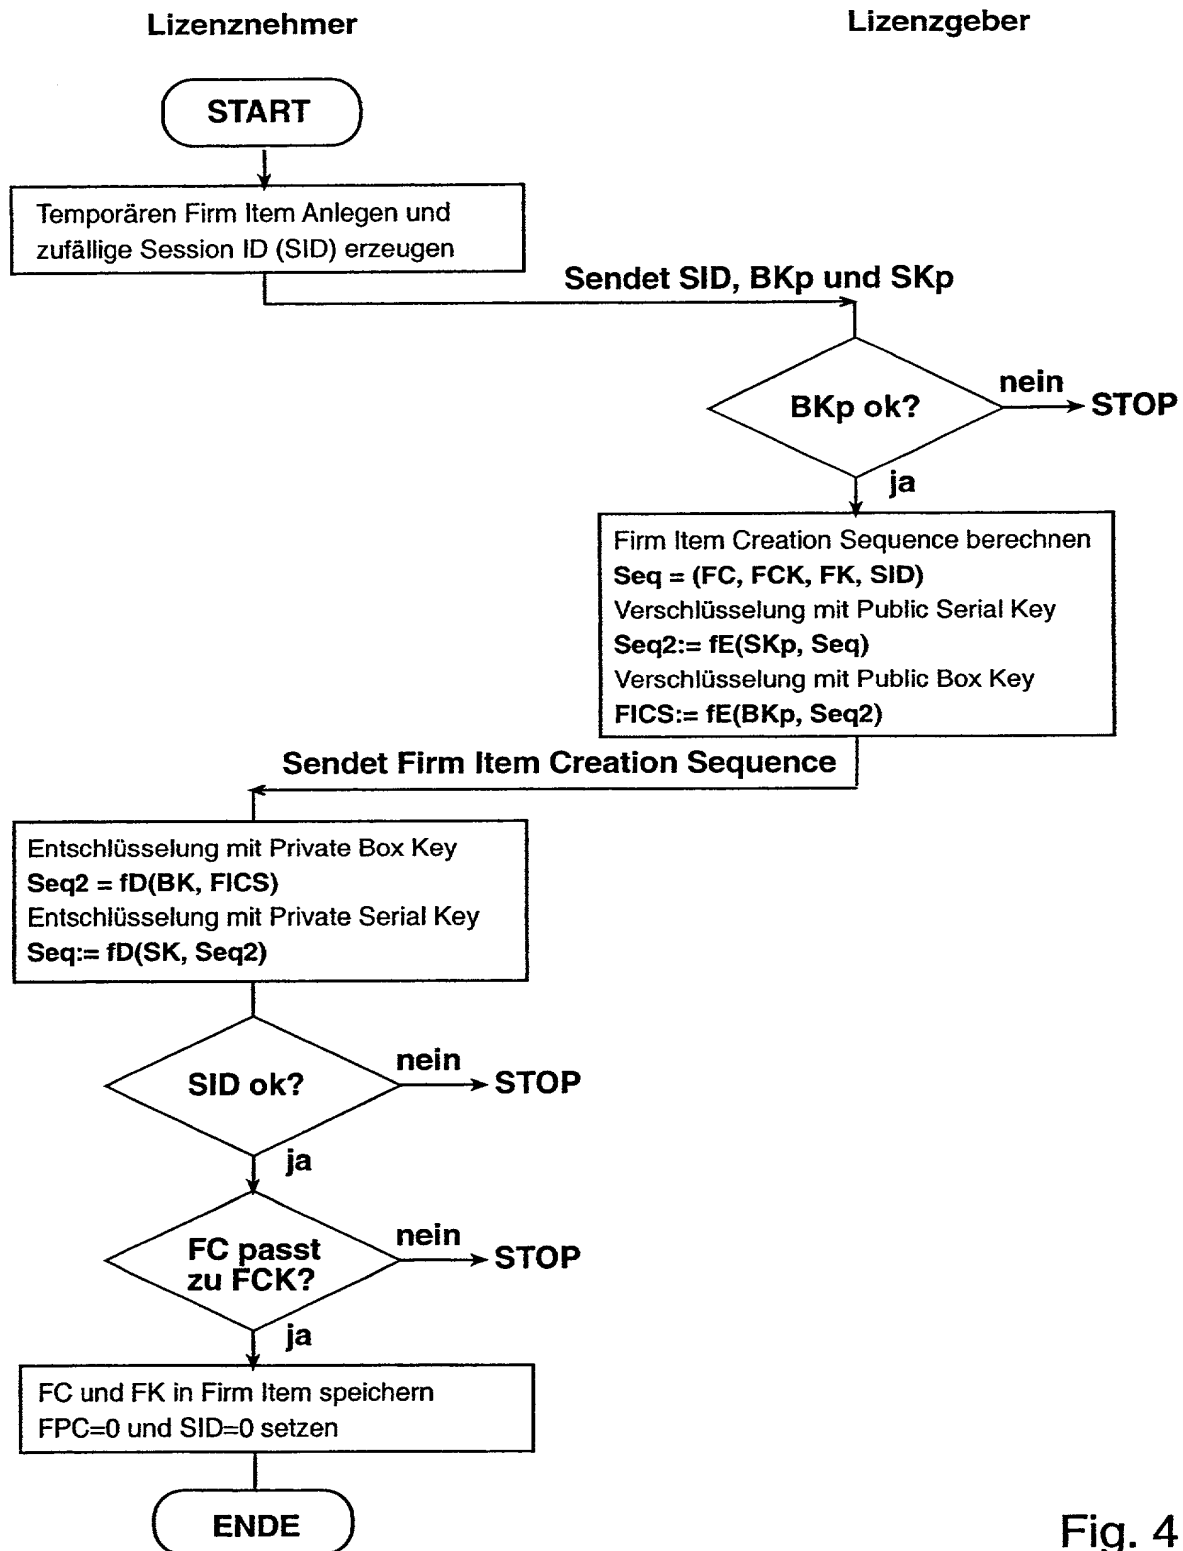 Lizenznehmer
Lizenzgeber
START
Temporären Firm Item Anlegen und
zufällige Session ID (SID) erzeugen
Sendet SID, BKp und SKp
BKp ok?
nein
STOP
ja
Firm Item Creation Sequence berechnen
Seq = (FC, FCK, FK, SID)
Verschlüsselung mit Public Serial Key
Seq2:= fE(SKp, Seq)
Verschlüsselung mit Public Box Key
FICS:= fE(BKp, Seq2)
Sendet Firm Item Creation Sequence
Entschlüsselung mit Private Box Key
Seq2 = fD(BK, FICS)
Entschlüsselung mit Private Serial Key
Seq:= fD(SK, Seq2)
SID ok?
nein
STOP
ja
FC passt
zu FCK?
nein
STOP
ja
FC und FK in Firm Item speichern
FPC=0 und SID=0 setzen
ENDE
Fig. 4